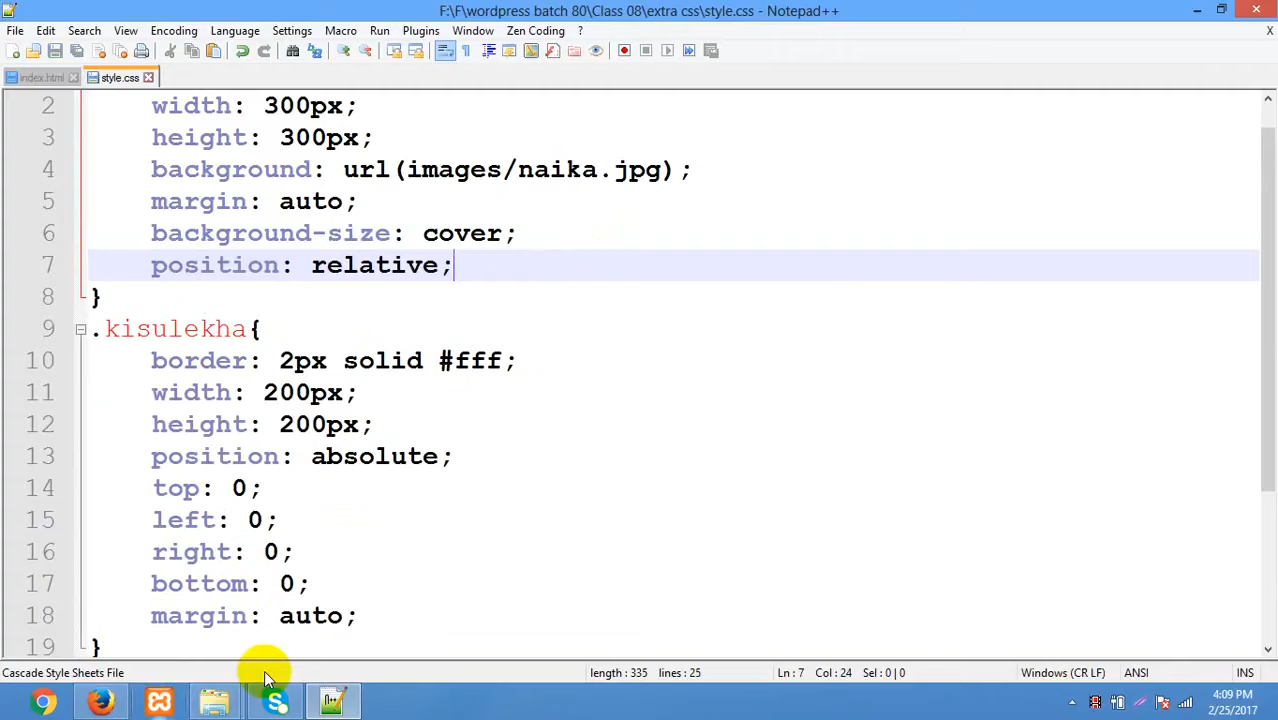 F:\F\wordpress batch 80\Class 08\extra css\style.css - Notepad++
File Edit Search View Encoding Language Settings Macro Run Plugins Window Zen Coding ? X
index.html style.css
2 width: 300px;
3 height: 300px;
4 background: url(images/naika.jpg);
5 margin: auto;
6 background-size: cover;
7 position: relative;
8 }
9 .kisulekha{
10 border: 2px solid #fff;
11 width: 200px;
12 height: 200px;
13 position: absolute;
14 top: 0;
15 left: 0;
16 right: 0;
17 bottom: 0;
18 margin: auto;
19 }
Cascade Style Sheets File length : 335 lines : 25 Ln : 7 Col : 24 Sel : 0 | 0 Windows (CR LF) ANSI INS
4:09 PM
2/25/2017